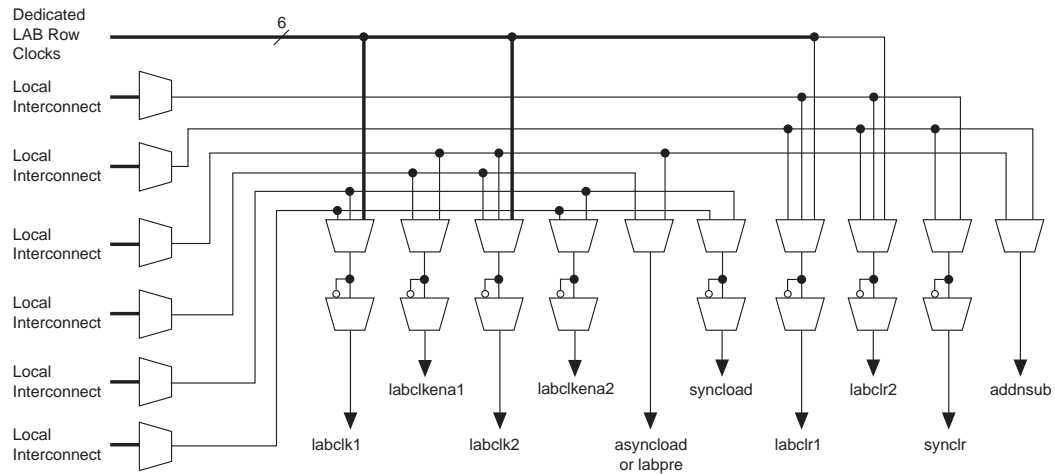 Dedicated
LAB Row
Clocks
6
Local
Interconnect
Local
Interconnect
Local
Interconnect
Local
Interconnect
Local
Interconnect
Local
Interconnect
labclkena1
labclkena2
syncload
labclr2
addnsub
labclk1
labclk2
asyncload
or labpre
labclr1
synclr